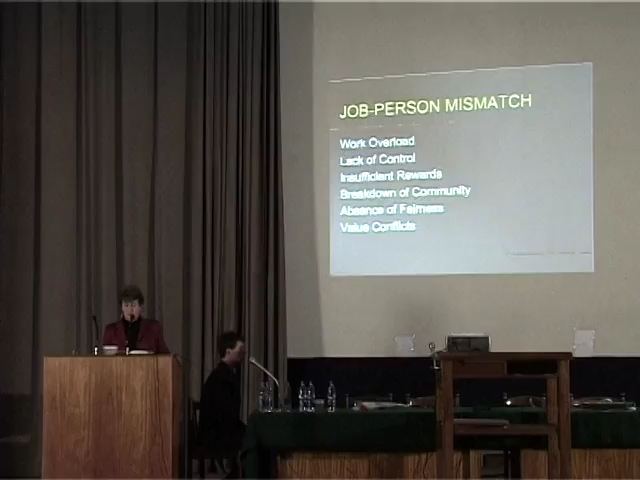 JOB-PERSON MISMATCH
Work Overload
Lack of Control
Insufficient Rewards
Breakdown of Community
Absence of Fairness
Value Conflicts